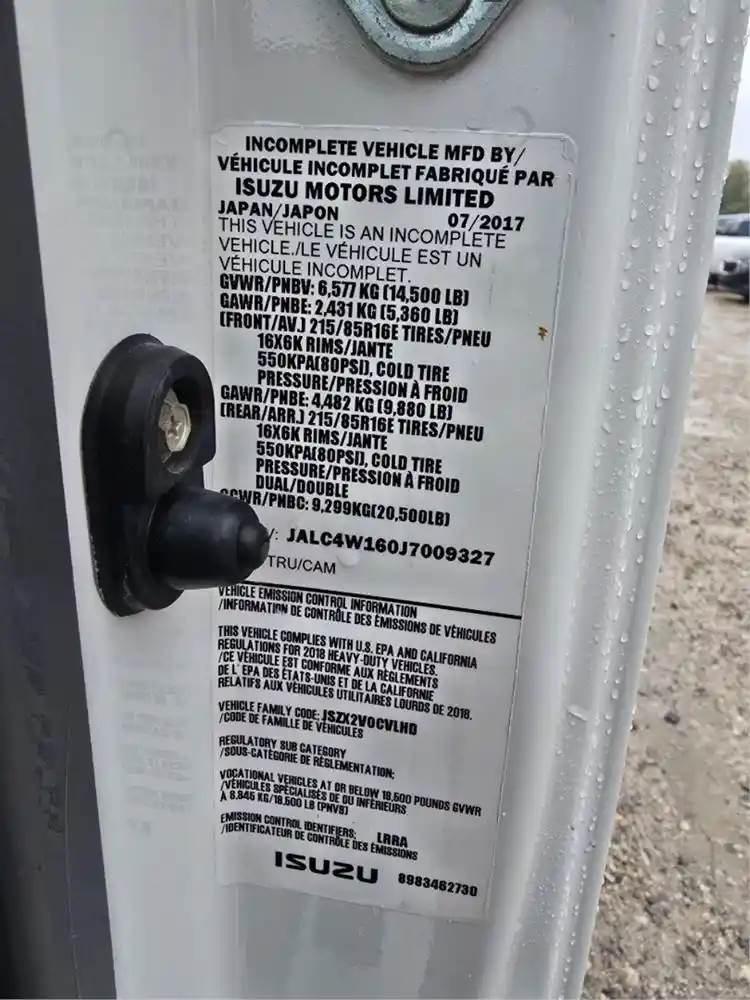 INCOMPLETE VEHICLE MFD BY/
VÉHICULE INCOMPLET FABRIQUÉ PAR
ISUZU MOTORS LIMITED
JAPAN/JAPON 07/2017
THIS VEHICLE IS AN INCOMPLETE
VEHICLE./LE VÉHICULE EST UN
VÉHICULE INCOMPLET.
GVWR/PNBV: 6,577 KG (14,500 LB)
GAWR/PNBE: 2,431 KG (5,360 LB)
(FRONT/AV.) 215/85R16E TIRES/PNEU
16X6K RIMS/JANTE
550KPA(80PSI), COLD TIRE
PRESSURE/PRESSION À FROID
GAWR/PNBE: 4,482 KG (9,880 LB)
(REAR/ARR.) 215/85R16E TIRES/PNEU
16X6K RIMS/JANTE
550KPA(80PSI), COLD TIRE
PRESSURE/PRESSION À FROID
DUAL/DOUBLE
GCWR/PNBC: 9,299KG(20,500LB)
: JALC4W160J7009327
TRU/CAM
VEHICLE EMISSION CONTROL INFORMATION
/INFORMATION DE CONTRÔLE DES ÉMISSIONS DE VÉHICULES
THIS VEHICLE COMPLIES WITH U.S. EPA AND CALIFORNIA
REGULATIONS FOR 2018 HEAVY-DUTY VEHICLES.
/CE VÉHICULE EST CONFORME AUX RÈGLEMENTS
DE L' EPA DES ÉTATS-UNIS ET DE LA CALIFORNIE
RELATIFS AUX VÉHICULES UTILITAIRES LOURDS DE 2018.
VEHICLE FAMILY CODE: JSZX2VOCVLHD
/CODE DE FAMILLE DE VÉHICULES
REGULATORY SUB CATEGORY
/SOUS-CATÉGORIE DE RÈGLEMENTATION:
VOCATIONAL VEHICLES AT OR BELOW 19,500 POUNDS GVWR
/VÉHICULES SPÉCIALISÉS DE OU INFÉRIEURS
À 8,845 KG/19,500 LB (PNVB)
EMISSION CONTROL IDENTIFIERS: LRRA
/IDENTIFICATEUR DE CONTRÔLE DES ÉMISSIONS
ISUZU 8983462730